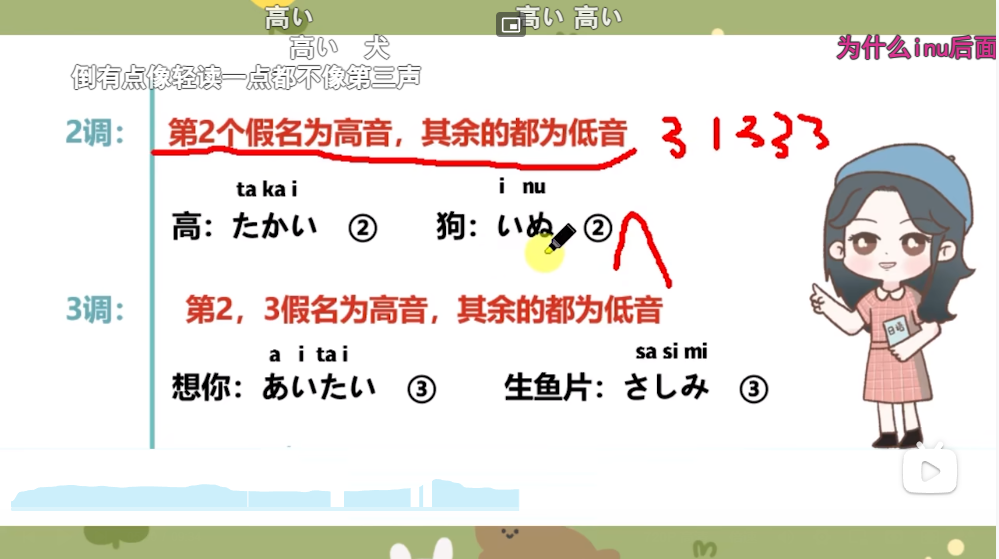 高い
高い 高い
高い 犬
为什么inu后面
倒有点像轻读一点都不像第三声
2调： 第2个假名为高音，其余的都为低音 3 1 3 3 3
ta ka i i nu
高：たかい ② 狗：いぬ ②
3调： 第2，3假名为高音，其余的都为低音
a i ta i sa si mi
想你：あいたい ③ 生鱼片：さしみ ③
日语